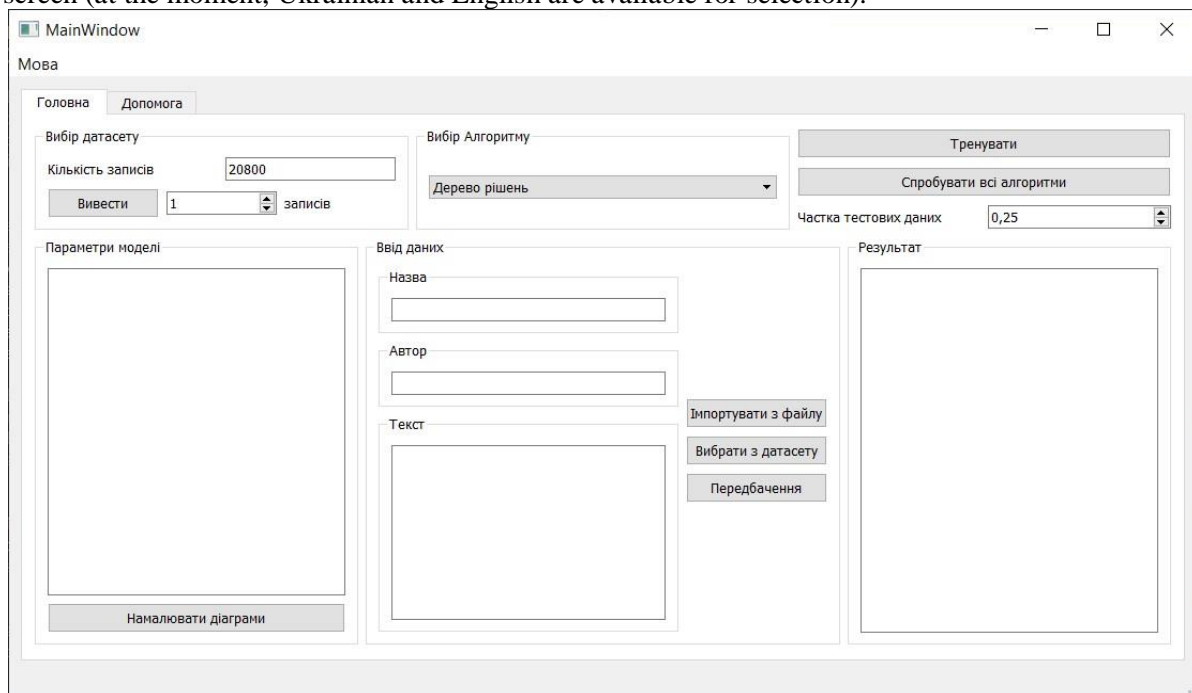 screen (at the moment, Ukrainian and English are available for selection).
MainWindow
Мова
Головна Допомога
Вибір датасету
Кількість записів 20800
Вивести 1 записів
Вибір Алгоритму
Дерево рішень
Тренувати
Спробувати всі алгоритми
Частка тестових даних 0,25
Параметри моделі
Намалювати діаграми
Ввід даних
Назва
Автор
Текст
Імпортувати з файлу
Вибрати з датасету
Передбачення
Результат